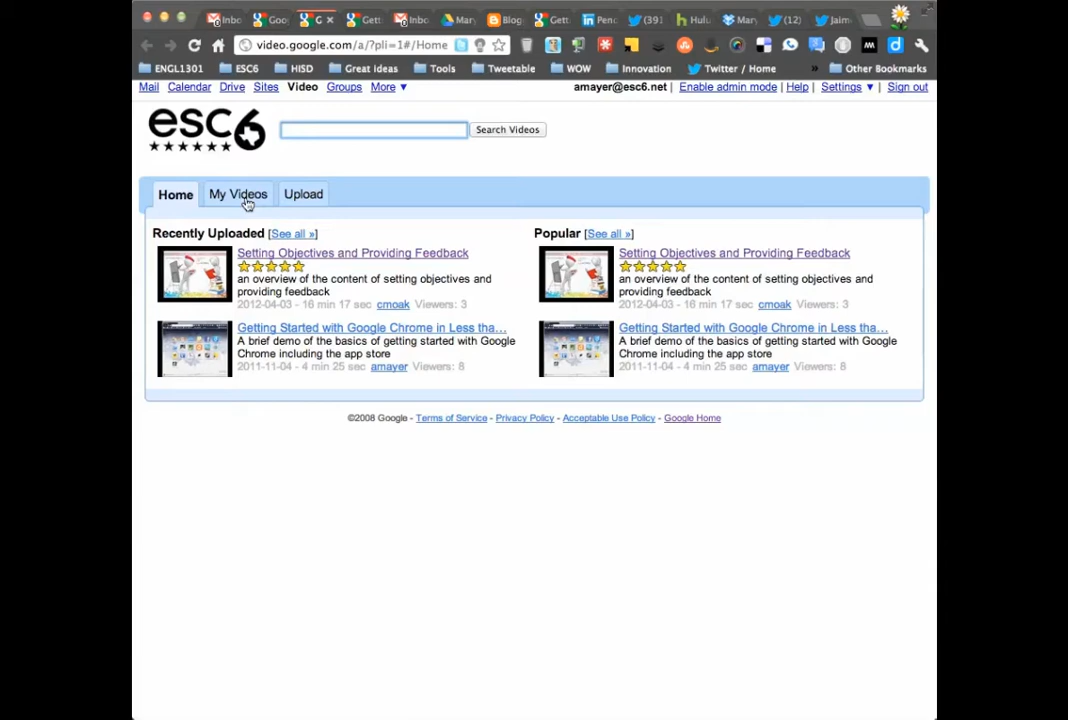 Inbo Goo G × Gett Inbo Mary Blog Gett Pen (391 Hulu Mary (12) Jaim
video.google.com/a/?pli=1#/Home
ENGL1301 ESC6 HISD Great ideas Tools Tweetable WOW Innovation Twitter / Home » Other Bookmarks
Mail Calendar Drive Sites Video Groups More ▼ amayer@esc6.net | Enable admin mode | Help | Settings ▼ | Sign out
esc6
Search Videos
Home My Videos Upload
Recently Uploaded [See all »] Popular [See all »]
Setting Objectives and Providing Feedback Setting Objectives and Providing Feedback
an overview of the content of setting objectives and an overview of the content of setting objectives and
providing feedback providing feedback
2012-04-03 - 16 min 17 sec cmoak Viewers: 3 2012-04-03 - 16 min 17 sec cmoak Viewers: 3
Getting Started with Google Chrome in Less tha... Getting Started with Google Chrome in Less tha...
A brief demo of the basics of getting started with Google A brief demo of the basics of getting started with Google
Chrome including the app store Chrome including the app store
2011-11-04 - 4 min 25 sec amayer Viewers: 8 2011-11-04 - 4 min 25 sec amayer Viewers: 8
©2008 Google - Terms of Service - Privacy Policy - Acceptable Use Policy - Google Home